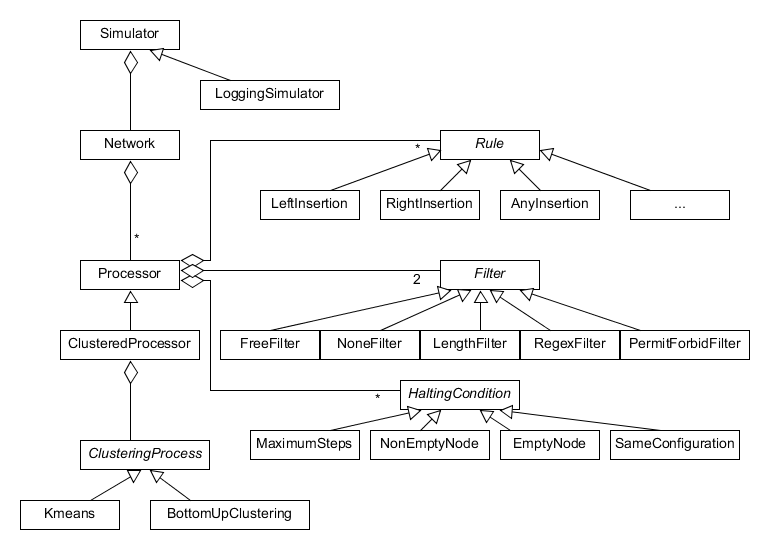 Simulator
LoggingSimulator
Network
*
Rule
LeftInsertion
RightInsertion
AnyInsertion
...
*
Processor
2
Filter
ClusteredProcessor
FreeFilter
NoneFilter
LengthFilter
RegexFilter
PermitForbidFilter
*
HaltingCondition
MaximumSteps
NonEmptyNode
EmptyNode
SameConfiguration
ClusteringProcess
Kmeans
BottomUpClustering